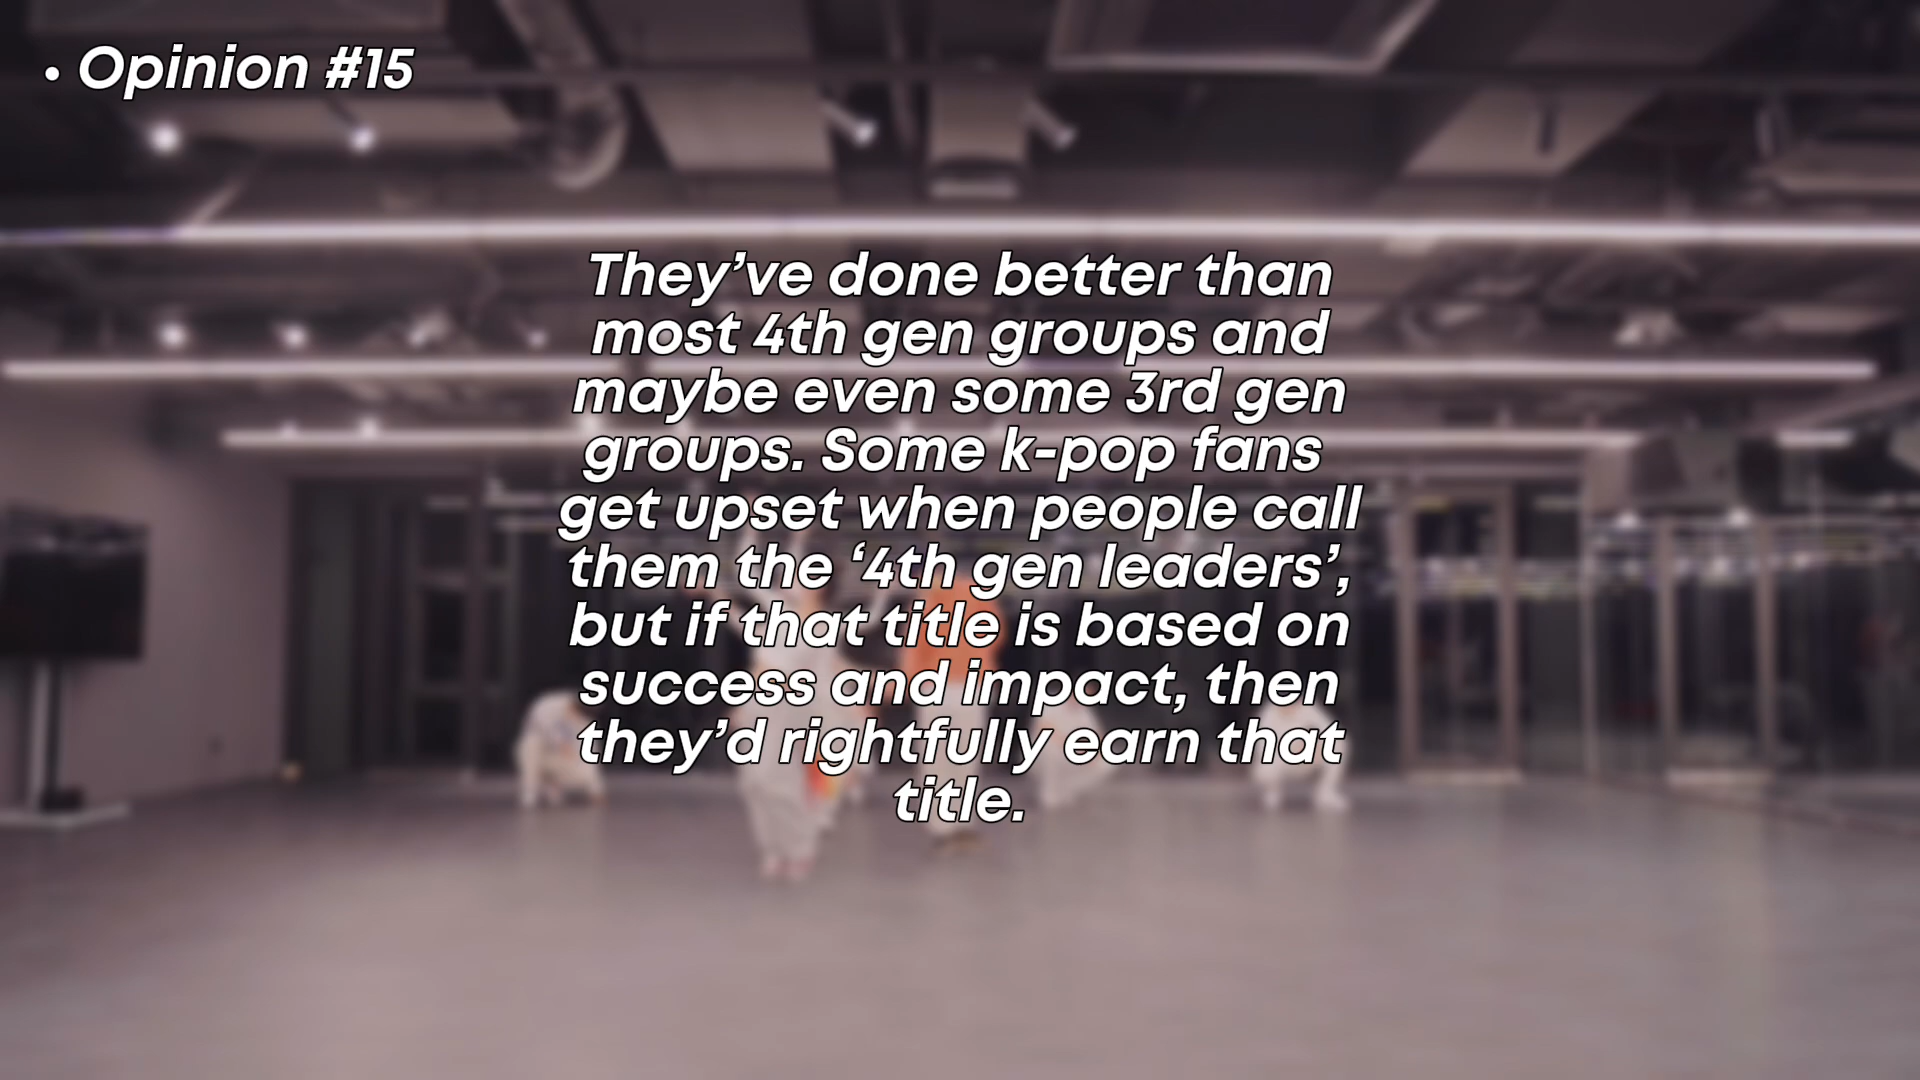 • Opinion #15
They’ve done better than
most 4th gen groups and
maybe even some 3rd gen
groups. Some k-pop fans
get upset when people call
them the ‘4th gen leaders’,
but if that title is based on
success and impact, then
they’d rightfully earn that
title.